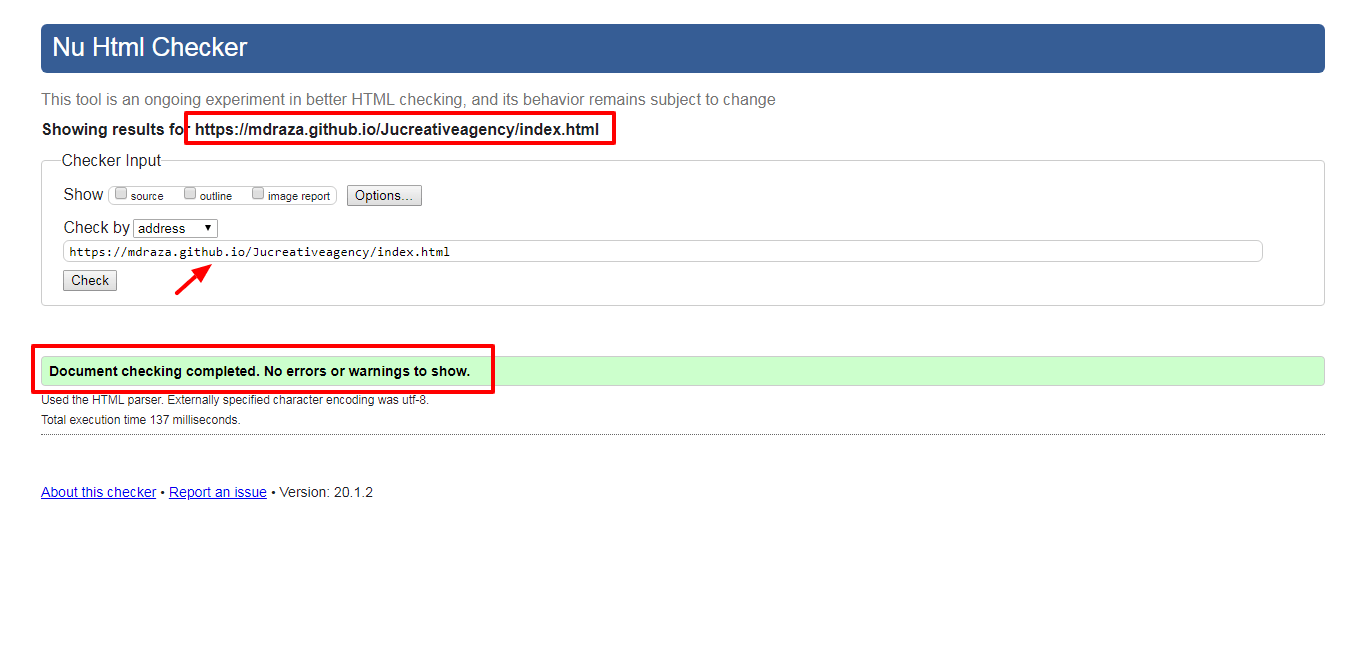 Nu Html Checker
This tool is an ongoing experiment in better HTML checking, and its behavior remains subject to change
Showing results for https://mdraza.github.io/Jucreativeagency/index.html
Checker Input
Show source outline image report Options...
Check by address
https://mdraza.github.io/Jucreativeagency/index.html
Check
Document checking completed. No errors or warnings to show.
Used the HTML parser. Externally specified character encoding was utf-8.
Total execution time 137 milliseconds.
About this checker • Report an issue • Version: 20.1.2